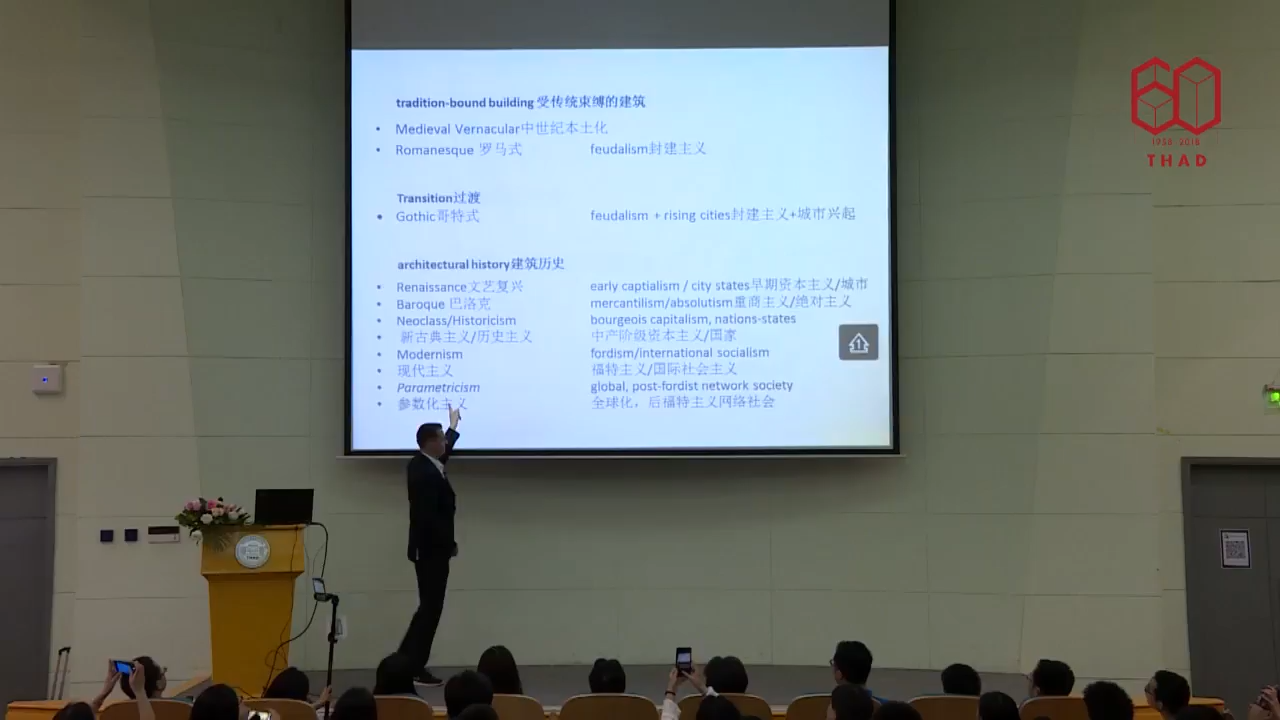 tradition-bound building 受传统束缚的建筑
• Medieval Vernacular中世纪本土化
• Romanesque 罗马式 feudalism封建主义
Transition过渡
• Gothic哥特式 feudalism + rising cities封建主义+城市兴起
architectural history建筑历史
• Renaissance文艺复兴 early captialism / city states早期资本主义/城市
• Baroque 巴洛克 mercantilism/absolutism重商主义/绝对主义
• Neoclass/Historicism bourgeois capitalism, nations-states
• 新古典主义/历史主义 中产阶级资本主义/国家
• Modernism fordism/international socialism
• 现代主义 福特主义/国际社会主义
• Parametricism global, post-fordist network society
• 参数化主义 全球化，后福特主义网络社会
60
1958 2018
THAD
1
THAD